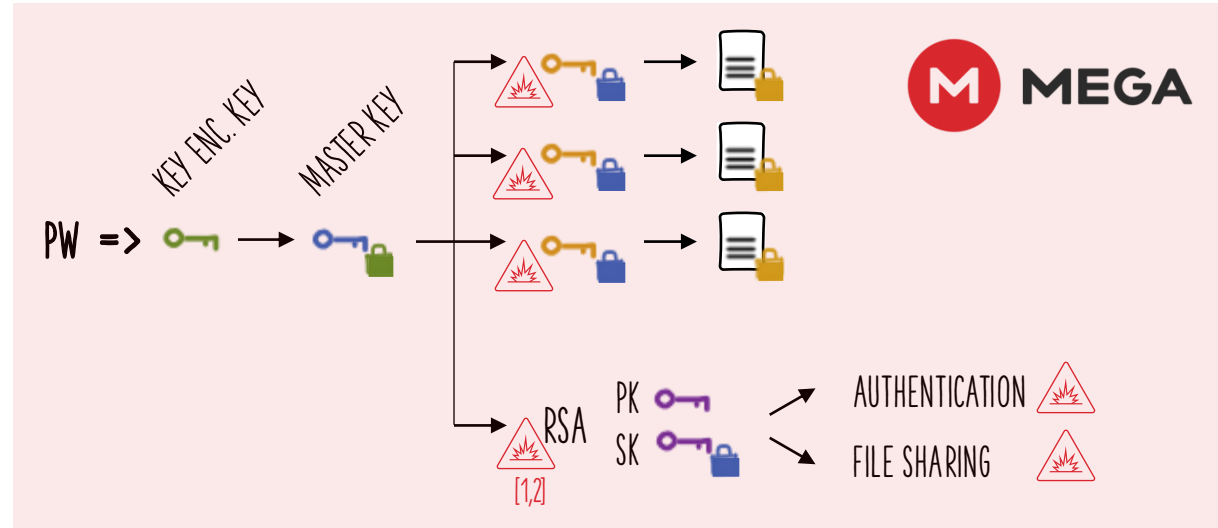 M MEGA
KEY ENC. KEY
MASTER KEY
PW =>
RSA
[1,2]
PK
SK
AUTHENTICATION
FILE SHARING